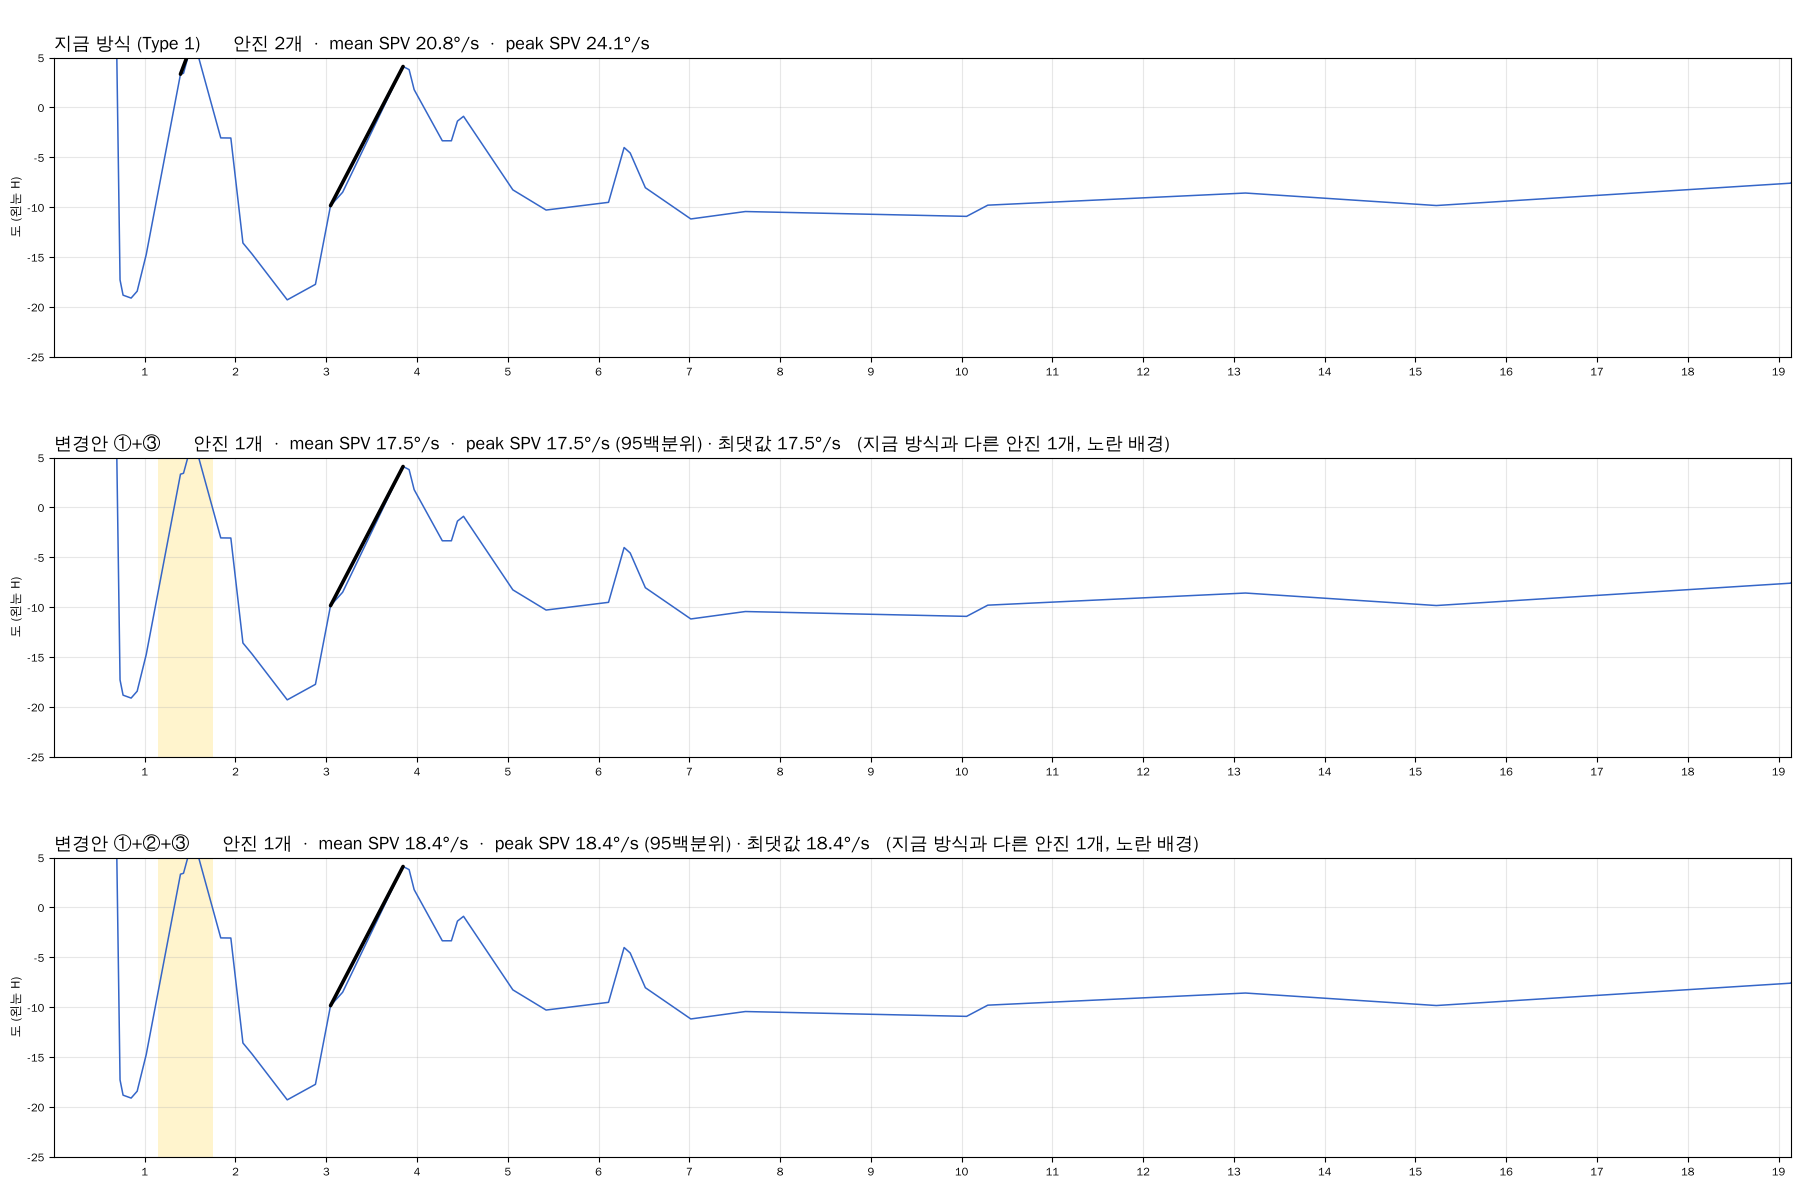 지금 방식 (Type 1) 안진 2개 · mean SPV 20.8°/s · peak SPV 24.1°/s
5
0
-5
-10
-15
-20
-25
도 (왼눈 H)
1 2 3 4 5 6 7 8 9 10 11 12 13 14 15 16 17 18 19
변경안 ①+③ 안진 1개 · mean SPV 17.5°/s · peak SPV 17.5°/s (95백분위) · 최댓값 17.5°/s (지금 방식과 다른 안진 1개, 노란 배경)
5
0
-5
-10
-15
-20
-25
도 (왼눈 H)
1 2 3 4 5 6 7 8 9 10 11 12 13 14 15 16 17 18 19
변경안 ①+②+③ 안진 1개 · mean SPV 18.4°/s · peak SPV 18.4°/s (95백분위) · 최댓값 18.4°/s (지금 방식과 다른 안진 1개, 노란 배경)
5
0
-5
-10
-15
-20
-25
도 (왼눈 H)
1 2 3 4 5 6 7 8 9 10 11 12 13 14 15 16 17 18 19